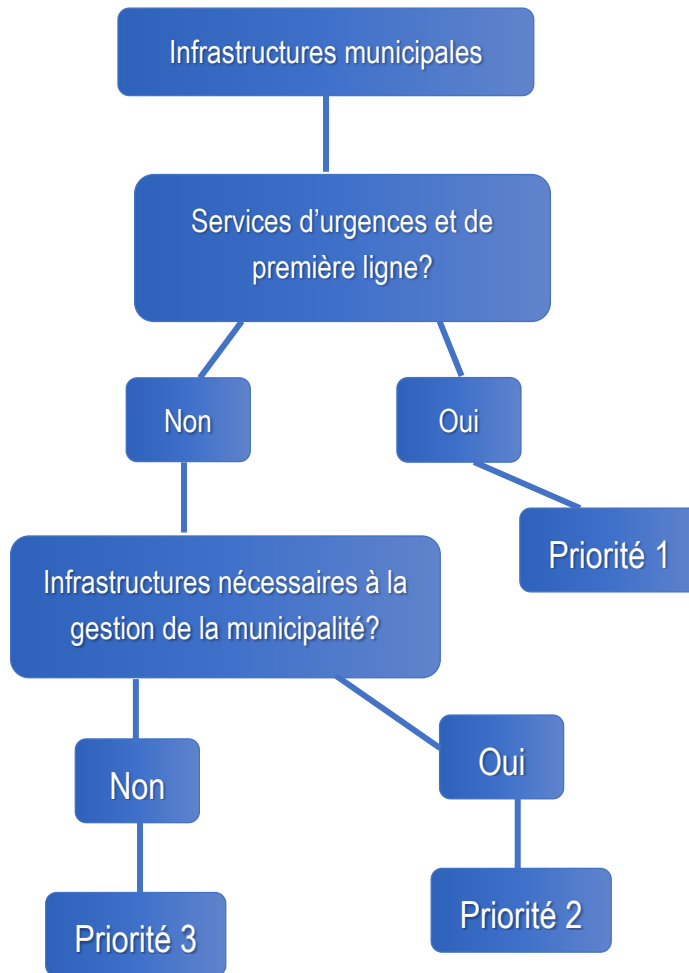 Infrastructures municipales
Services d’urgences et de
première ligne?
Non
Oui
Priorité 1
Infrastructures nécessaires à la
gestion de la municipalité?
Non
Oui
Priorité 3
Priorité 2